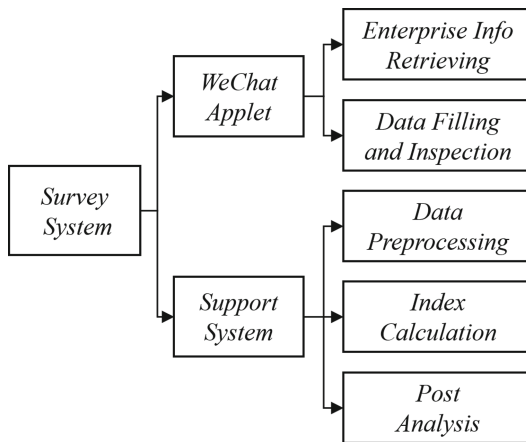 Survey
System
WeChat
Applet
Enterprise Info
Retrieving
Data Filling
and Inspection
Support
System
Data
Preprocessing
Index
Calculation
Post
Analysis